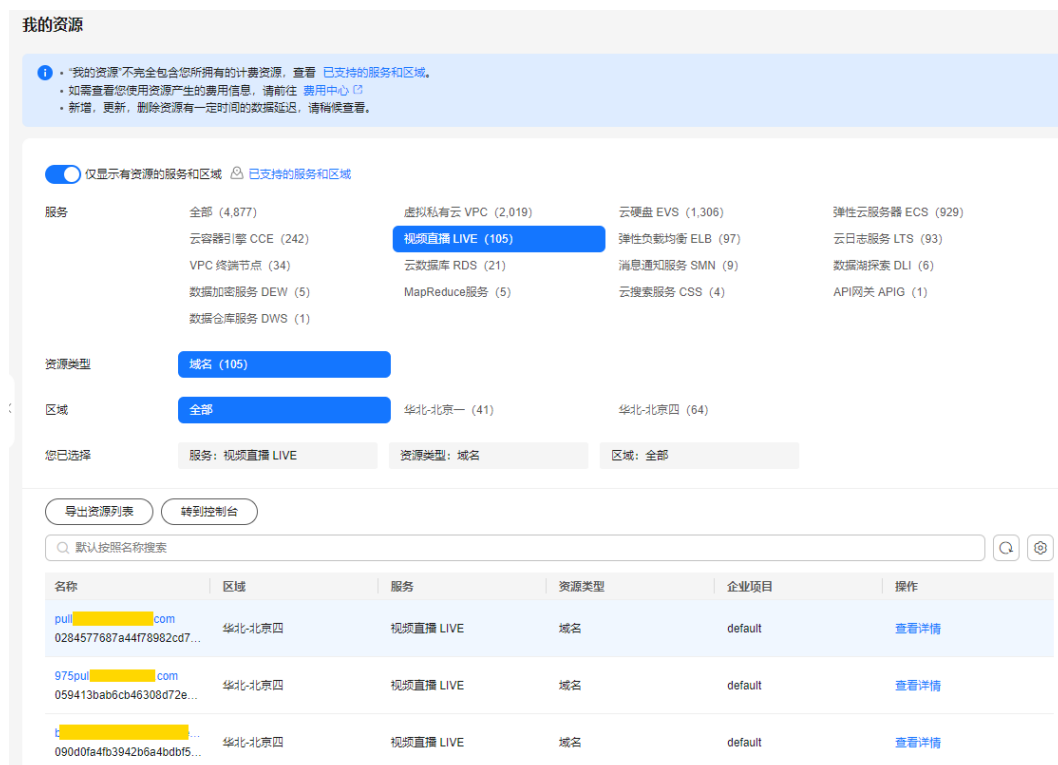 我的资源
· “我的资源”不完全包含您所拥有的计费资源，查看 已支持的服务和区域。
· 如需查看您使用资源产生的费用信息，请前往 费用中心
· 新增，更新，删除资源有一定时间的数据延迟，请稍候查看。
仅显示有资源的服务和区域 已支持的服务和区域
服务 全部 (4,877) 虚拟私有云 VPC (2,019) 云硬盘 EVS (1,306) 弹性云服务器 ECS (929)
云容器引擎 CCE (242) 视频直播 LIVE (105) 弹性负载均衡 ELB (97) 云日志服务 LTS (93)
VPC 终端节点 (34) 云数据库 RDS (21) 消息通知服务 SMN (9) 数据湖探索 DLI (6)
数据加密服务 DEW (5) MapReduce服务 (5) 云搜索服务 CSS (4) API网关 APIG (1)
数据仓库服务 DWS (1)
资源类型 域名 (105)
区域 全部 华北-北京一 (41) 华北-北京四 (64)
您已选择 服务：视频直播 LIVE 资源类型：域名 区域：全部
导出资源列表 转到控制台
默认按照名称搜索
名称 区域 服务 资源类型 企业项目 操作
pull com
0284577687a44f78982cd7... 华北-北京四 视频直播 LIVE 域名 default 查看详情
975pul com
059413bab6cb46308d72e... 华北-北京四 视频直播 LIVE 域名 default 查看详情
090d0fa4fb3942b6a4bdbf5... 华北-北京四 视频直播 LIVE 域名 default 查看详情